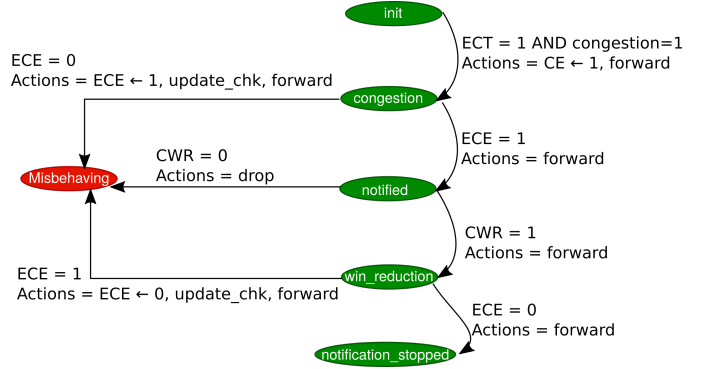 init
ECT = 1 AND congestion=1
Actions = CE ← 1, forward
ECE = 0
Actions = ECE ← 1, update_chk, forward
congestion
ECE = 1
Actions = forward
CWR = 0
Actions = drop
Misbehaving
notified
CWR = 1
Actions = forward
ECE = 1
Actions = ECE ← 0, update_chk, forward
win_reduction
ECE = 0
Actions = forward
notification_stopped